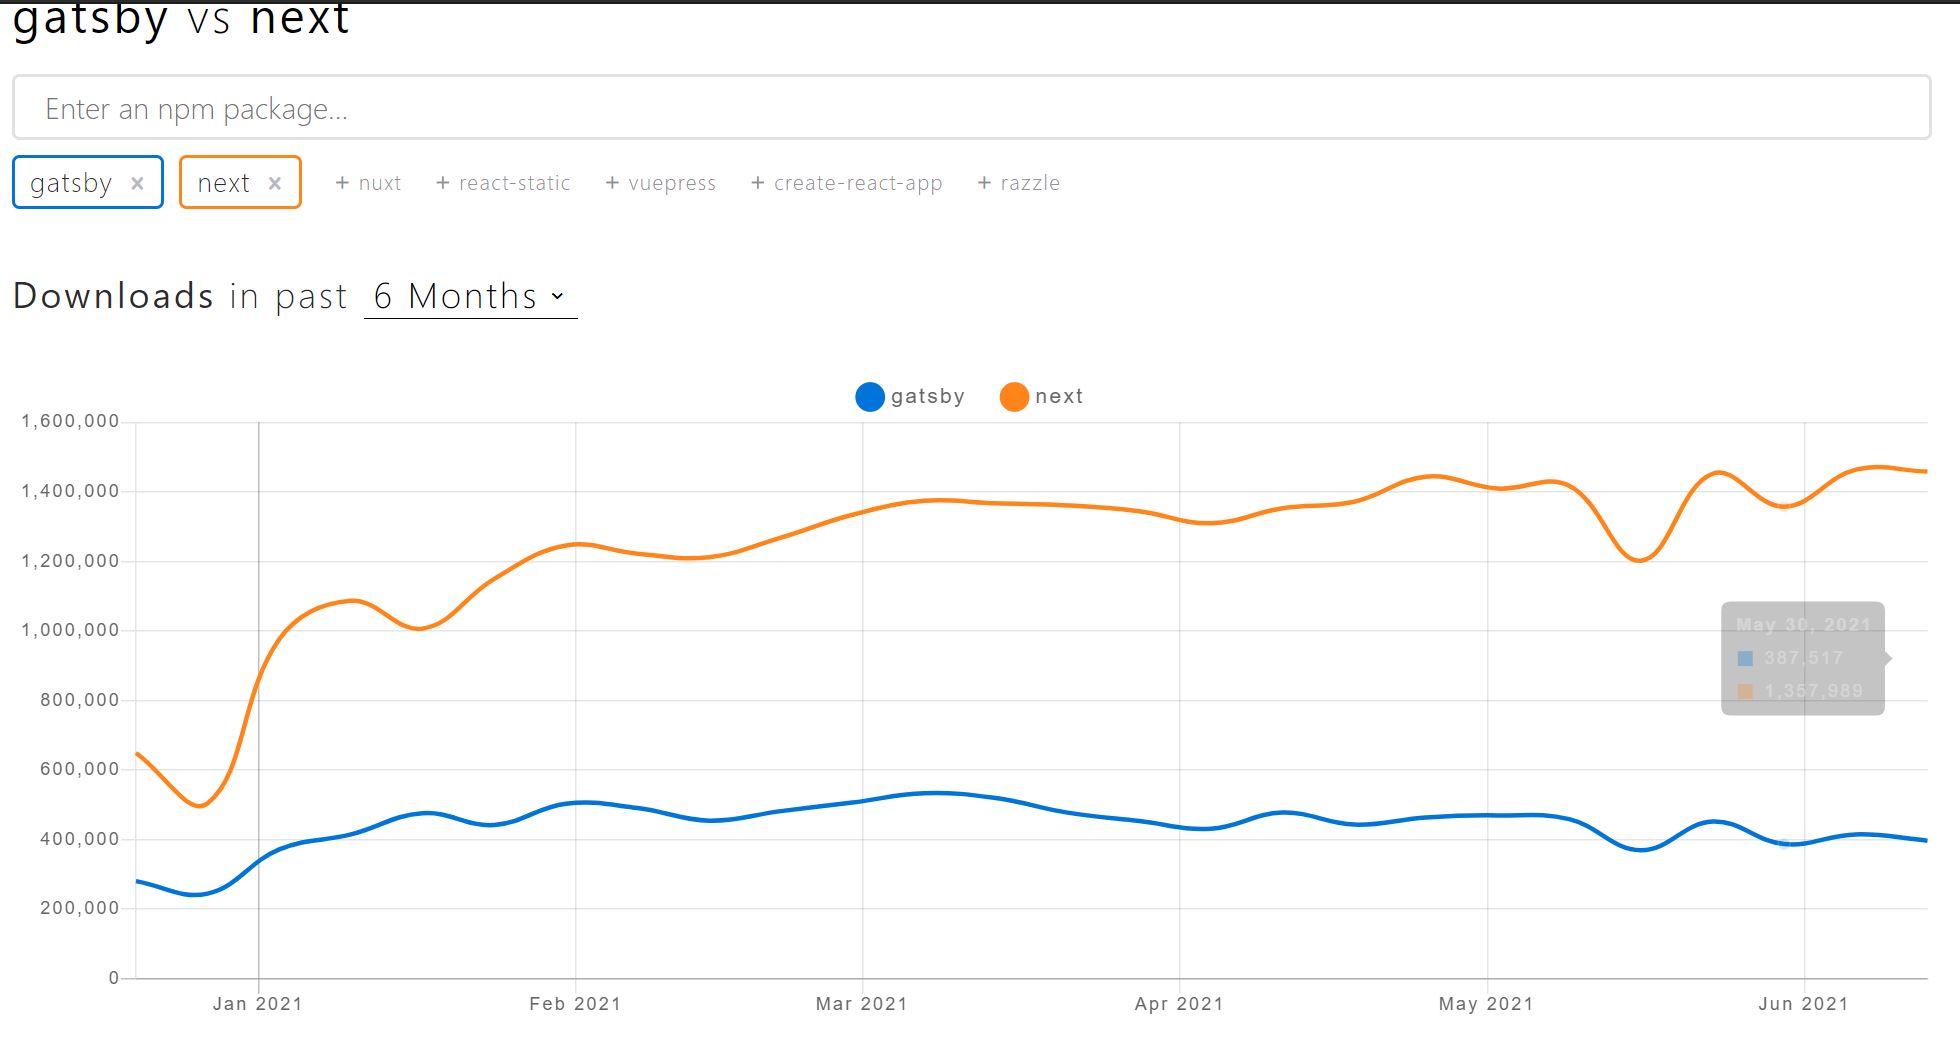 gatsby vs next
Enter an npm package...
gatsby × next × + nuxt + react-static + vuepress + create-react-app + razzle
Downloads in past 6 Months
gatsby next
1,600,000
1,400,000
1,200,000
1,000,000
800,000
600,000
400,000
200,000
0
May 30, 2021
387,517
1,357,989
Jan 2021 Feb 2021 Mar 2021 Apr 2021 May 2021 Jun 2021